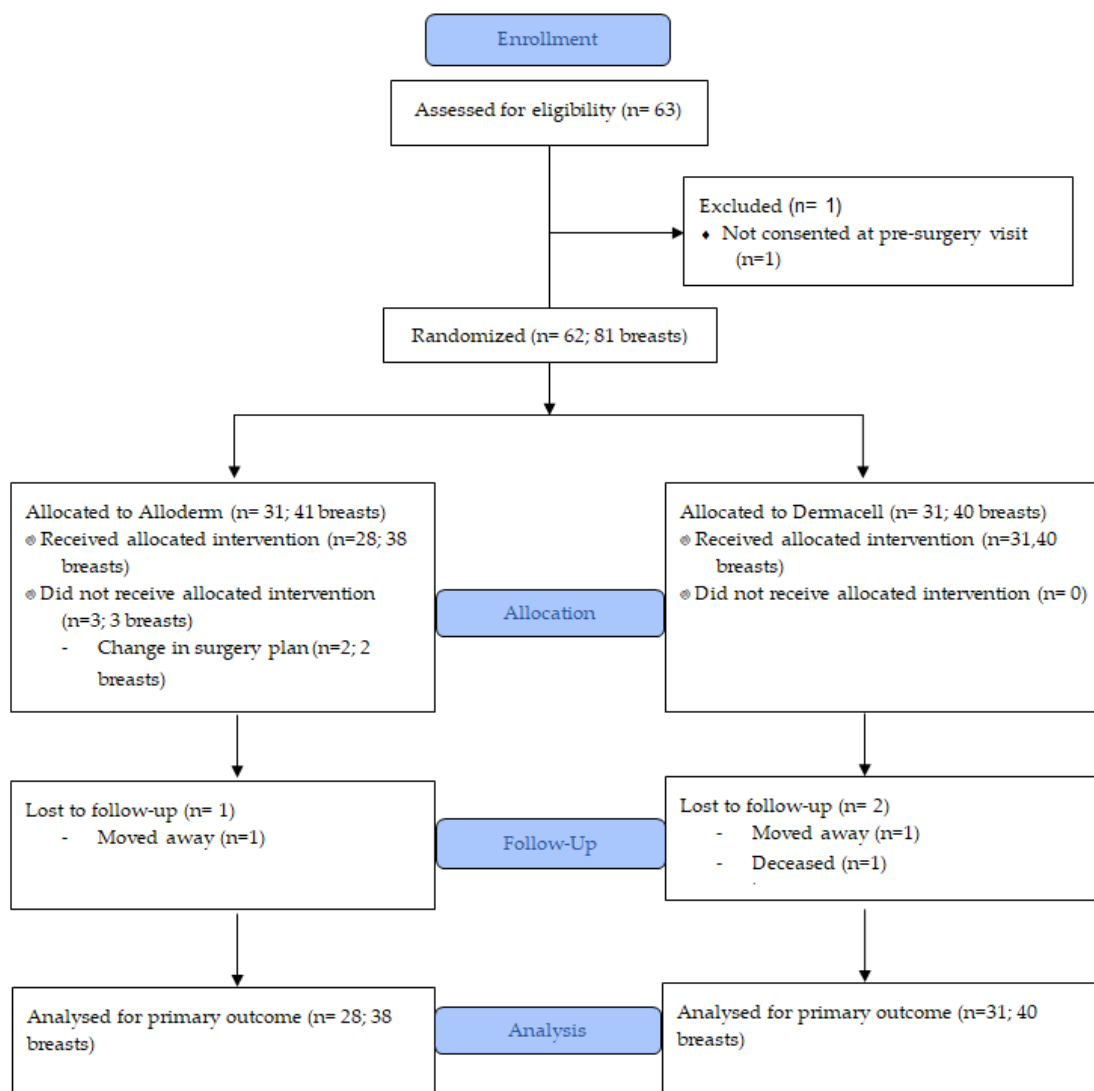 Enrollment
Assessed for eligibility (n= 63)
Excluded (n= 1)
♦ Not consented at pre-surgery visit
(n=1)
Randomized (n= 62; 81 breasts)
Allocated to Alloderm (n= 31; 41 breasts)
Received allocated intervention (n=28; 38
breasts)
Did not receive allocated intervention
(n=3; 3 breasts)
- Change in surgery plan (n=2; 2
breasts)
Allocation
Allocated to Dermacell (n= 31; 40 breasts)
Received allocated intervention (n=31,40
breasts)
Did not receive allocated intervention (n= 0)
Lost to follow-up (n= 1)
- Moved away (n=1)
Follow-Up
Lost to follow-up (n= 2)
- Moved away (n=1)
- Deceased (n=1)
Analysed for primary outcome (n= 28; 38
breasts)
Analysis
Analysed for primary outcome (n=31; 40
breasts)